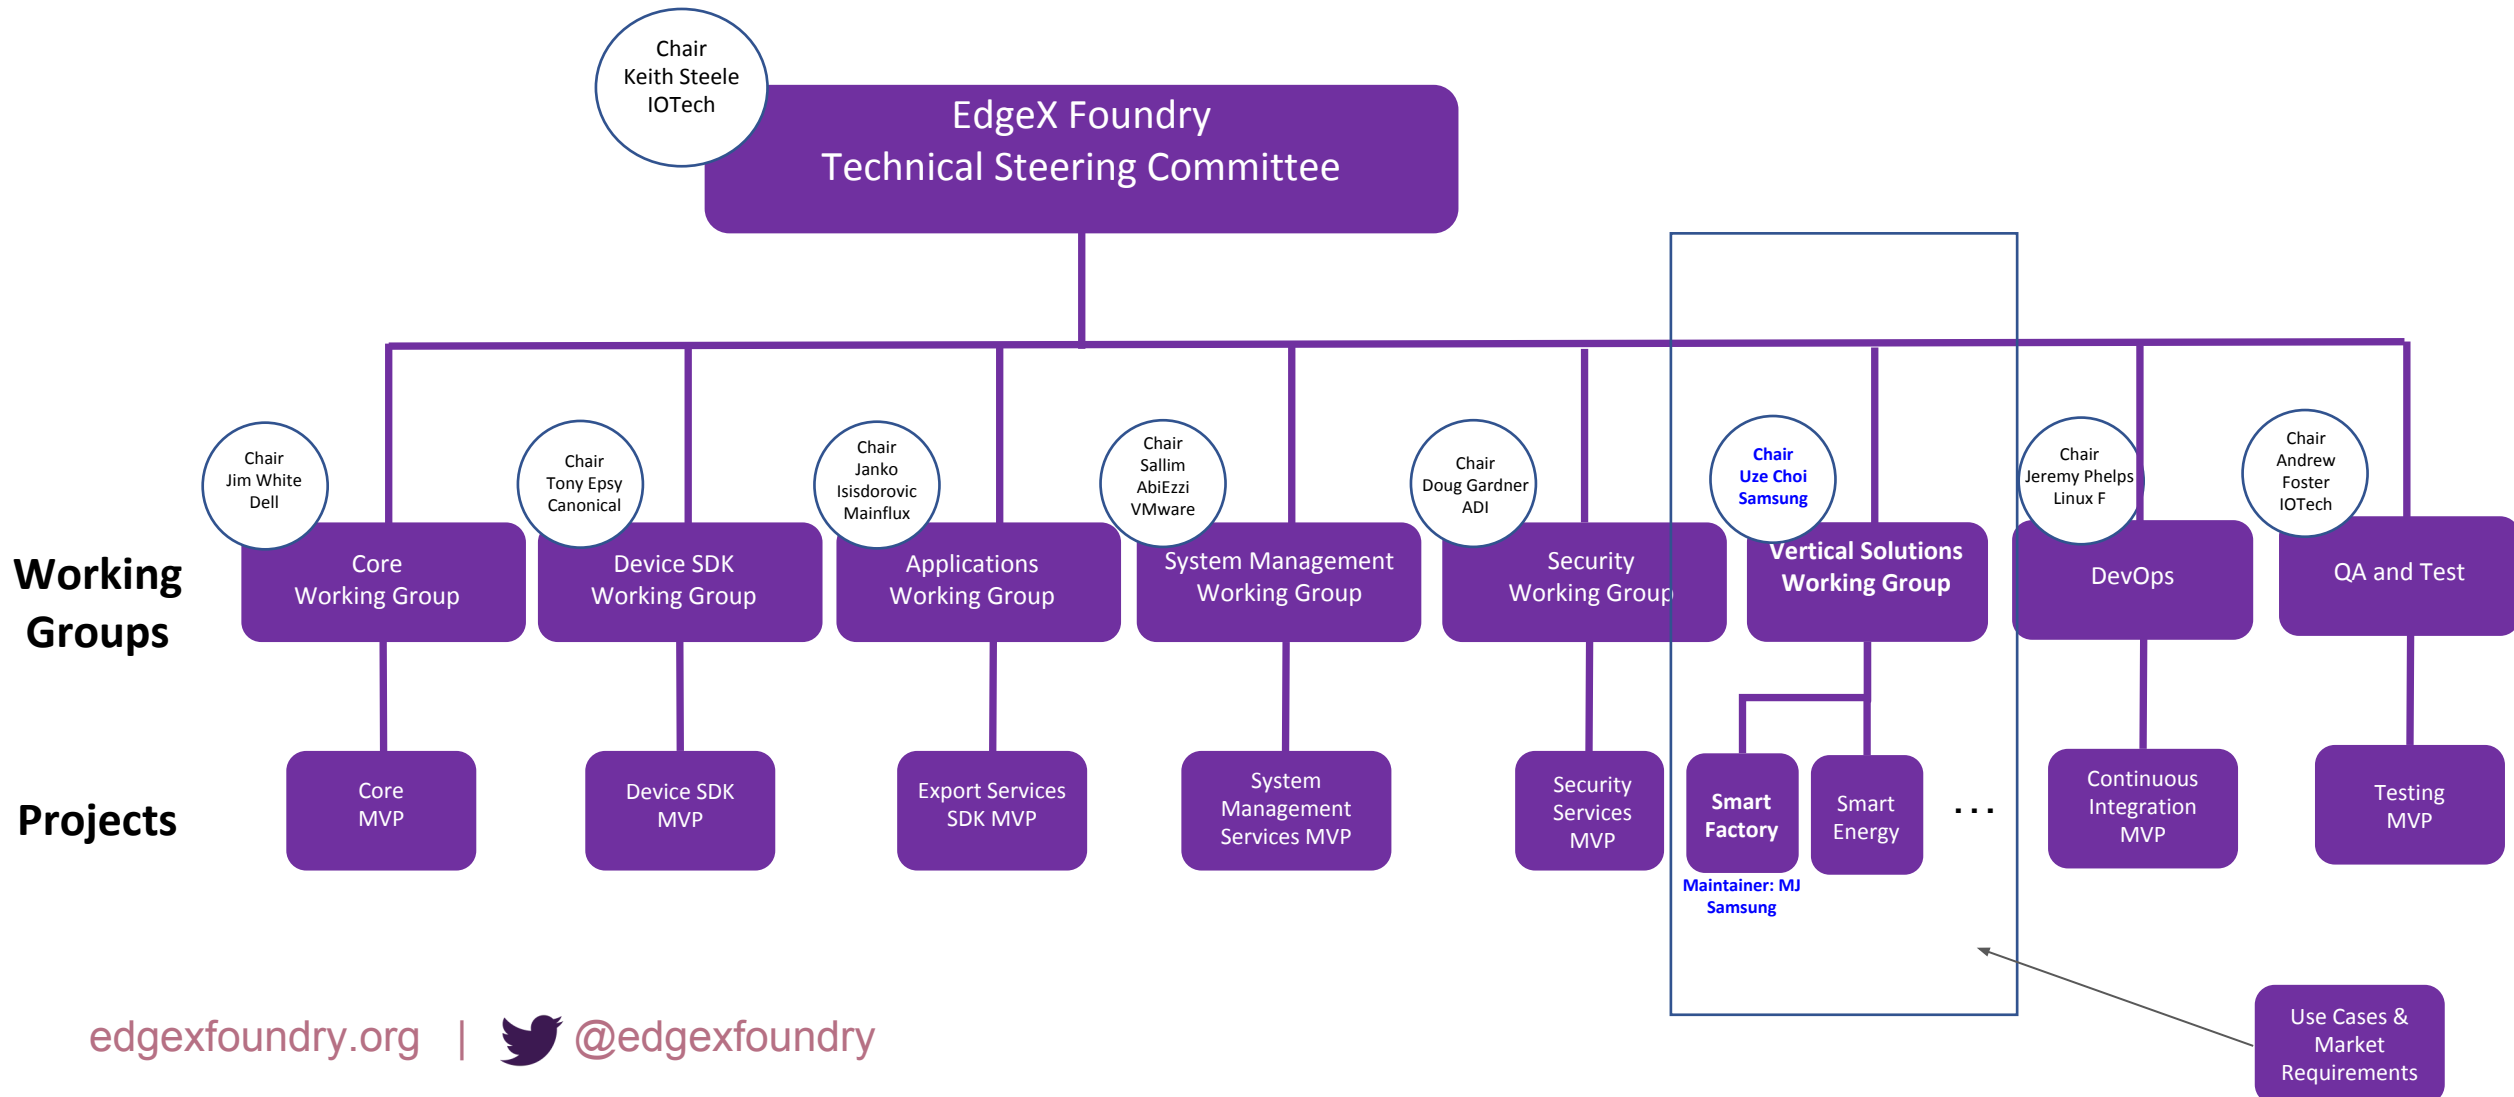 Chair
Keith Steele
IOTech
EdgeX Foundry
Technical Steering Committee
Chair
Jim White
Dell
Chair
Tony Epsy
Canonical
Chair
Janko
Isisdorovic
Mainflux
Chair
Sallim
AbiEzzi
VMware
Chair
Doug Gardner
ADI
Chair
Uze Choi
Samsung
Chair
Jeremy Phelps
Linux F
Chair
Andrew
Foster
IOTech
Working
Groups
Core
Working Group
Device SDK
Working Group
Applications
Working Group
System Management
Working Group
Security
Working Group
Vertical Solutions
Working Group
DevOps
QA and Test
Projects
Core
MVP
Device SDK
MVP
Export Services
SDK MVP
System
Management
Services MVP
Security
Services
MVP
Smart
Factory
Smart
Energy
...
Continuous
Integration
MVP
Testing
MVP
Maintainer: MJ
Samsung
Use Cases &
Market
Requirements
edgexfoundry.org | @edgexfoundry